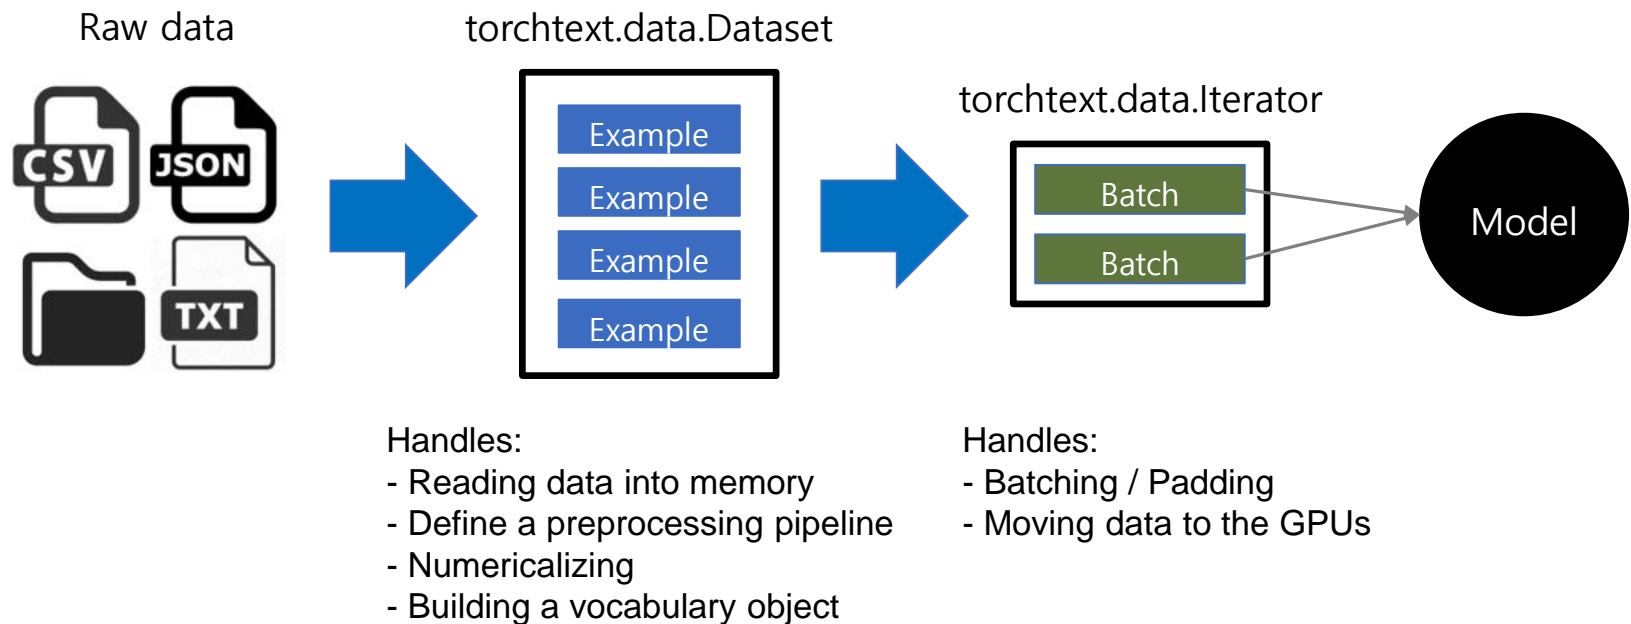 Raw data
CSV
JSON
TXT
torchtext.data.Dataset
Example
Example
Example
Example
Handles:
- Reading data into memory
- Define a preprocessing pipeline
- Numericalizing
- Building a vocabulary object
torchtext.data.Iterator
Batch
Batch
Handles:
- Batching / Padding
- Moving data to the GPUs
Model